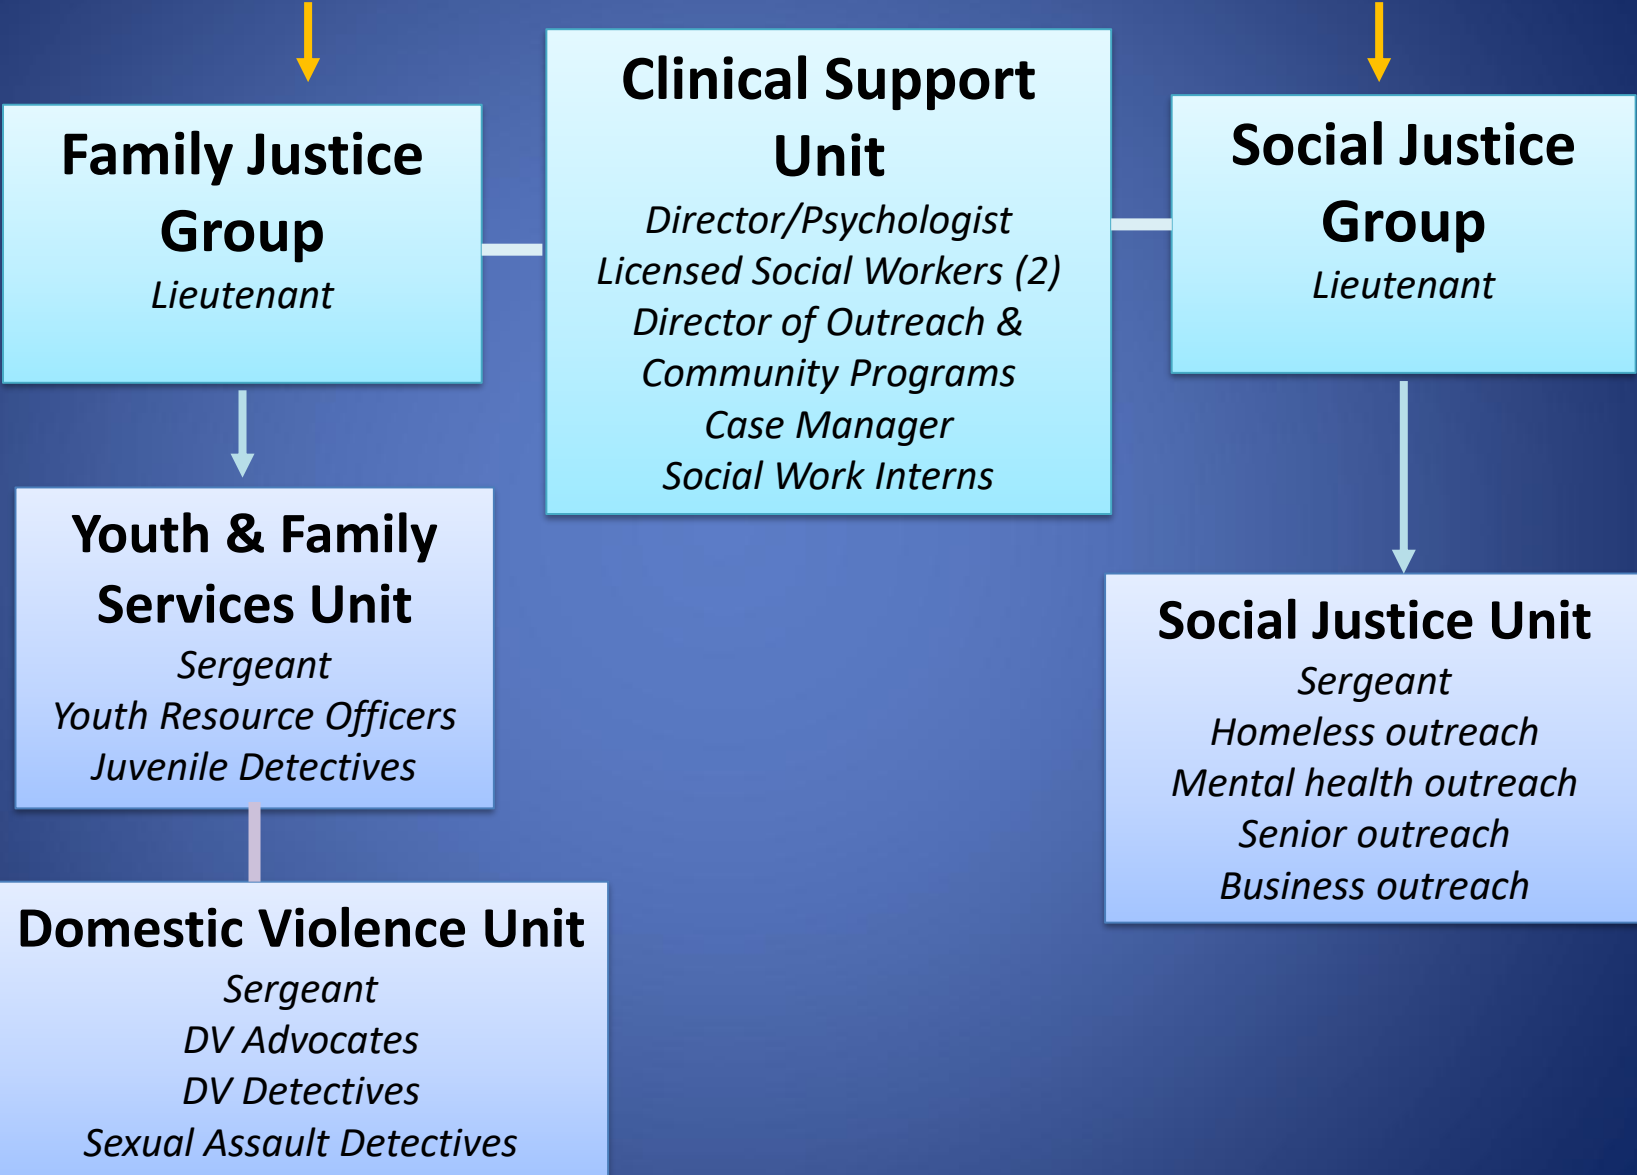 Family Justice
Group
Lieutenant
Clinical Support
Unit
Director/Psychologist
Licensed Social Workers (2)
Director of Outreach &
Community Programs
Case Manager
Social Work Interns
Social Justice
Group
Lieutenant
Youth & Family
Services Unit
Sergeant
Youth Resource Officers
Juvenile Detectives
Social Justice Unit
Sergeant
Homeless outreach
Mental health outreach
Senior outreach
Business outreach
Domestic Violence Unit
Sergeant
DV Advocates
DV Detectives
Sexual Assault Detectives